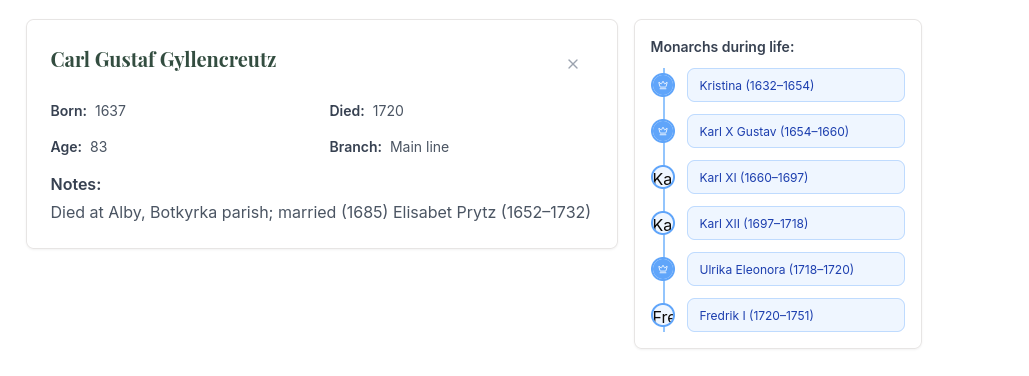 Carl Gustaf Gyllencreutz
Born: 1637
Died: 1720
Age: 83
Branch: Main line
Notes:
Died at Alby, Botkyrka parish; married (1685) Elisabet Prytz (1652–1732)
Monarchs during life:
Kristina (1632–1654)
Karl X Gustav (1654–1660)
Ka
Karl XI (1660–1697)
Ka
Karl XII (1697–1718)
Ulrika Eleonora (1718–1720)
Fre
Fredrik I (1720–1751)